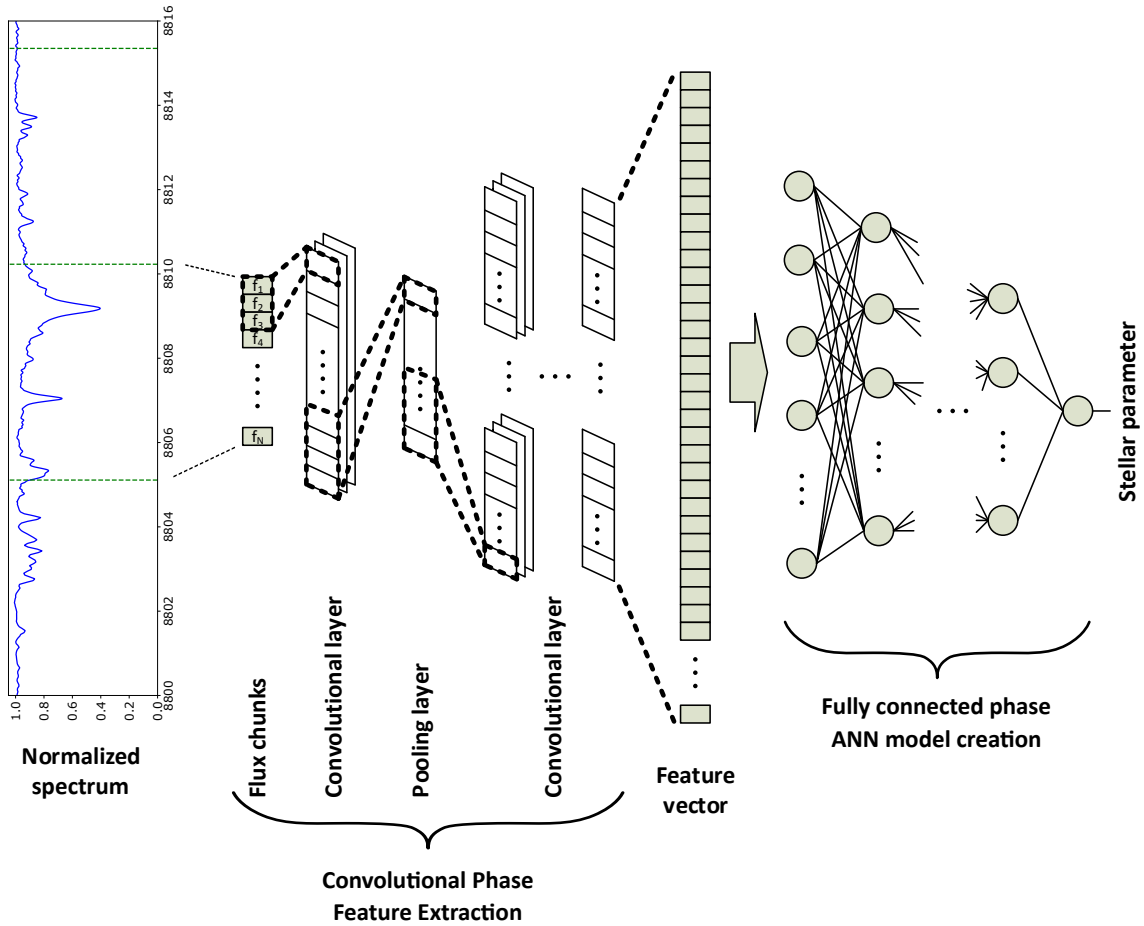 8816
8814
8812
8810
8808
8806
8804
8802
8800
1.0
0.8
0.6
0.4
0.2
0.0
Normalized
spectrum
f1
f2
f3
f4
fN
Flux chunks
Convolutional layer
Pooling layer
Convolutional layer
Convolutional Phase
Feature Extraction
Feature
vector
Fully connected phase
ANN model creation
Stellar parameter